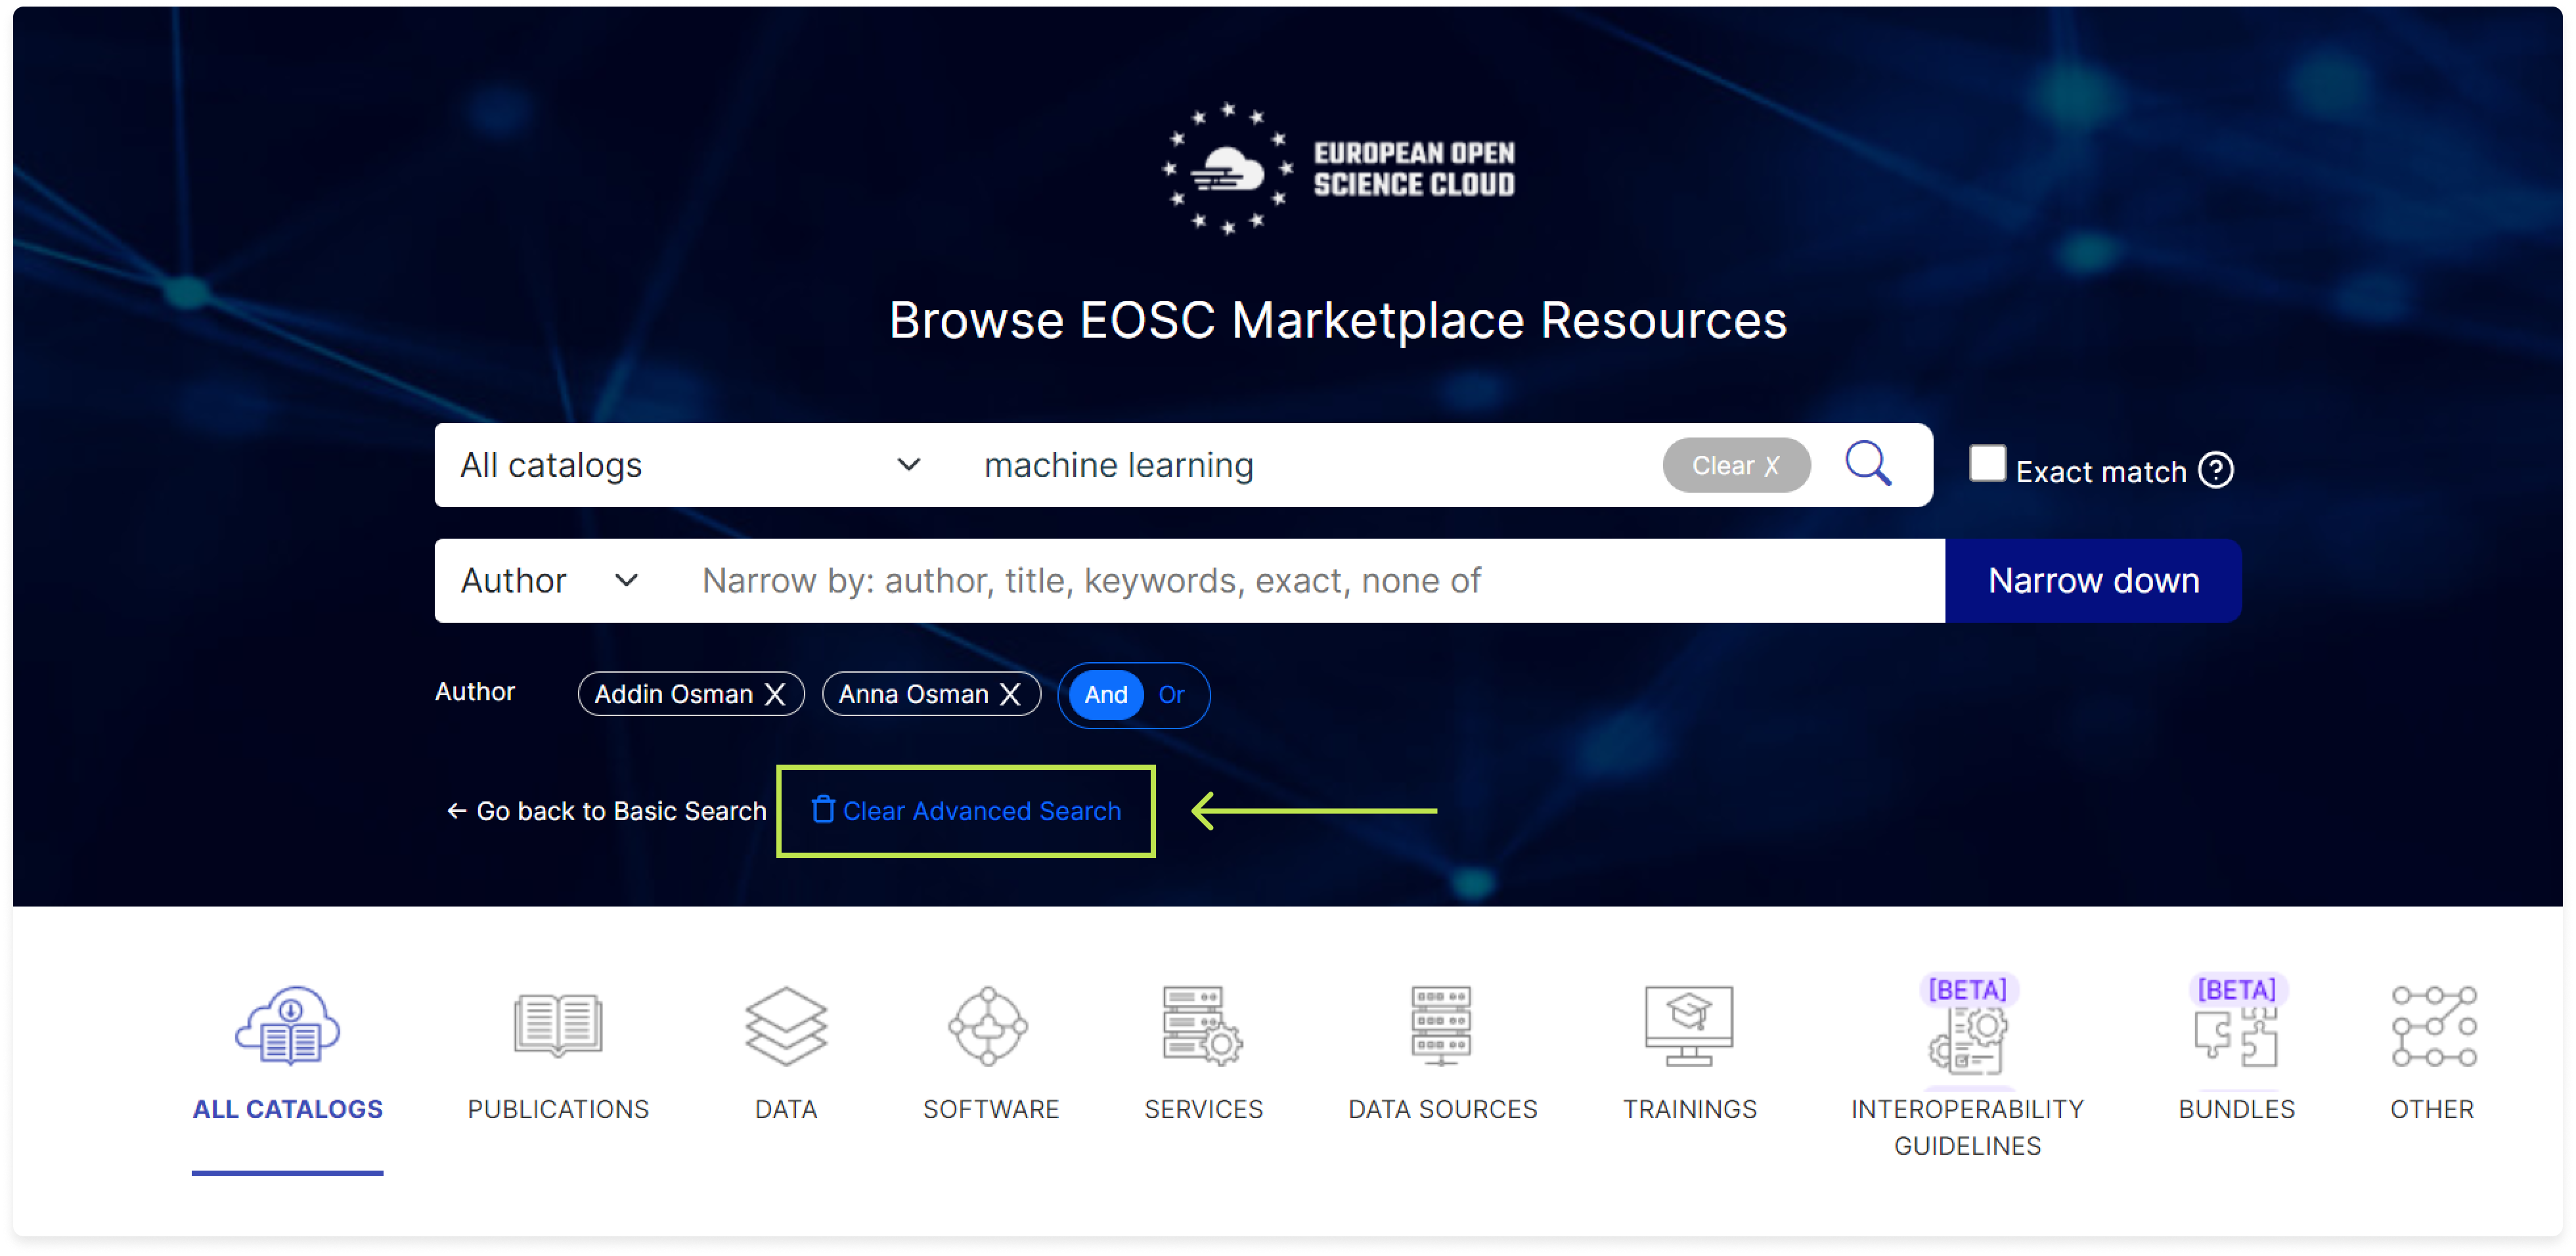 EUROPEAN OPEN
SCIENCE CLOUD
Browse EOSC Marketplace Resources
All catalogs machine learning Clear X Exact match ?
Author Narrow by: author, title, keywords, exact, none of Narrow down
Author Addin Osman X Anna Osman X And Or
← Go back to Basic Search Clear Advanced Search
[BETA] [BETA]
ALL CATALOGS PUBLICATIONS DATA SOFTWARE SERVICES DATA SOURCES TRAININGS INTEROPERABILITY BUNDLES OTHER
GUIDELINES